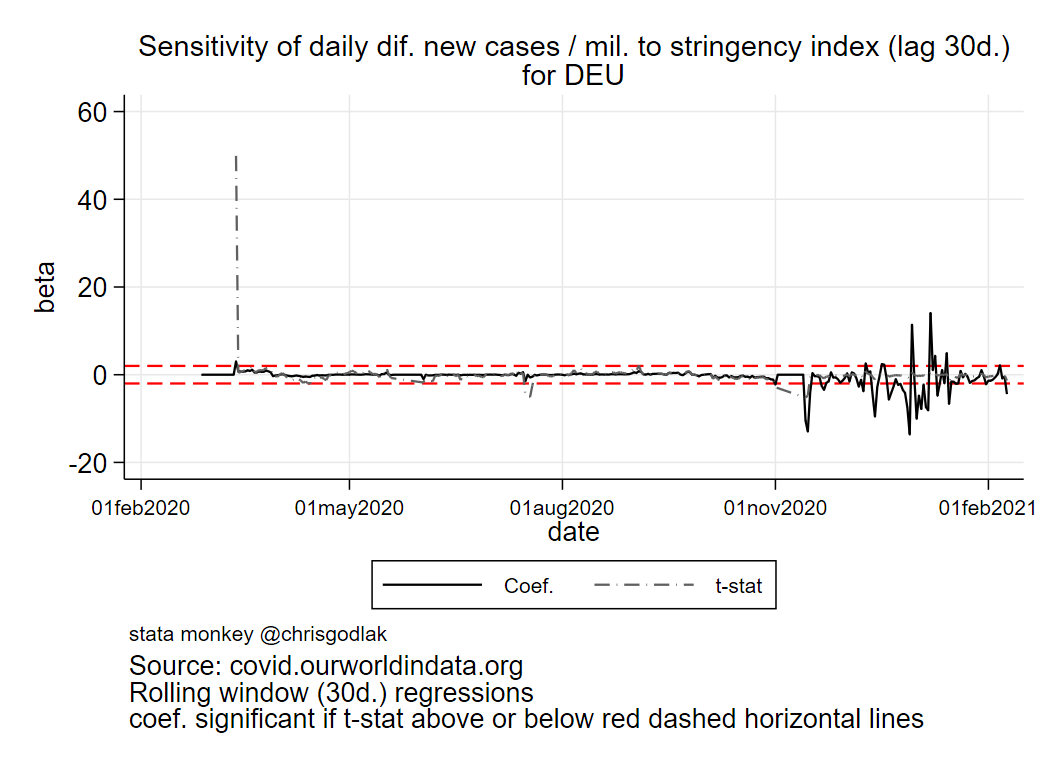 Sensitivity of daily dif. new cases / mil. to stringency index (lag 30d.)
for DEU
60
40
20
0
-20
beta
01feb2020
01may2020
01aug2020
01nov2020
01feb2021
date
Coef.
t-stat
stata monkey @chrisgodlak
Source: covid.ourworldindata.org
Rolling window (30d.) regressions
coef. significant if t-stat above or below red dashed horizontal lines